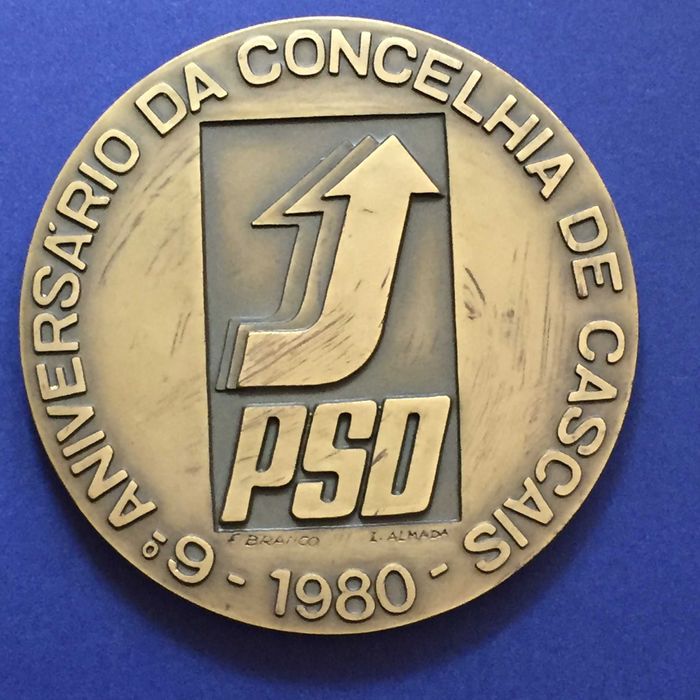 6º ANIVERSÁRIO DA CONCELHIA DE CASCAIS
- 1980 -
PSD
F BRANCO
L. ALMADA